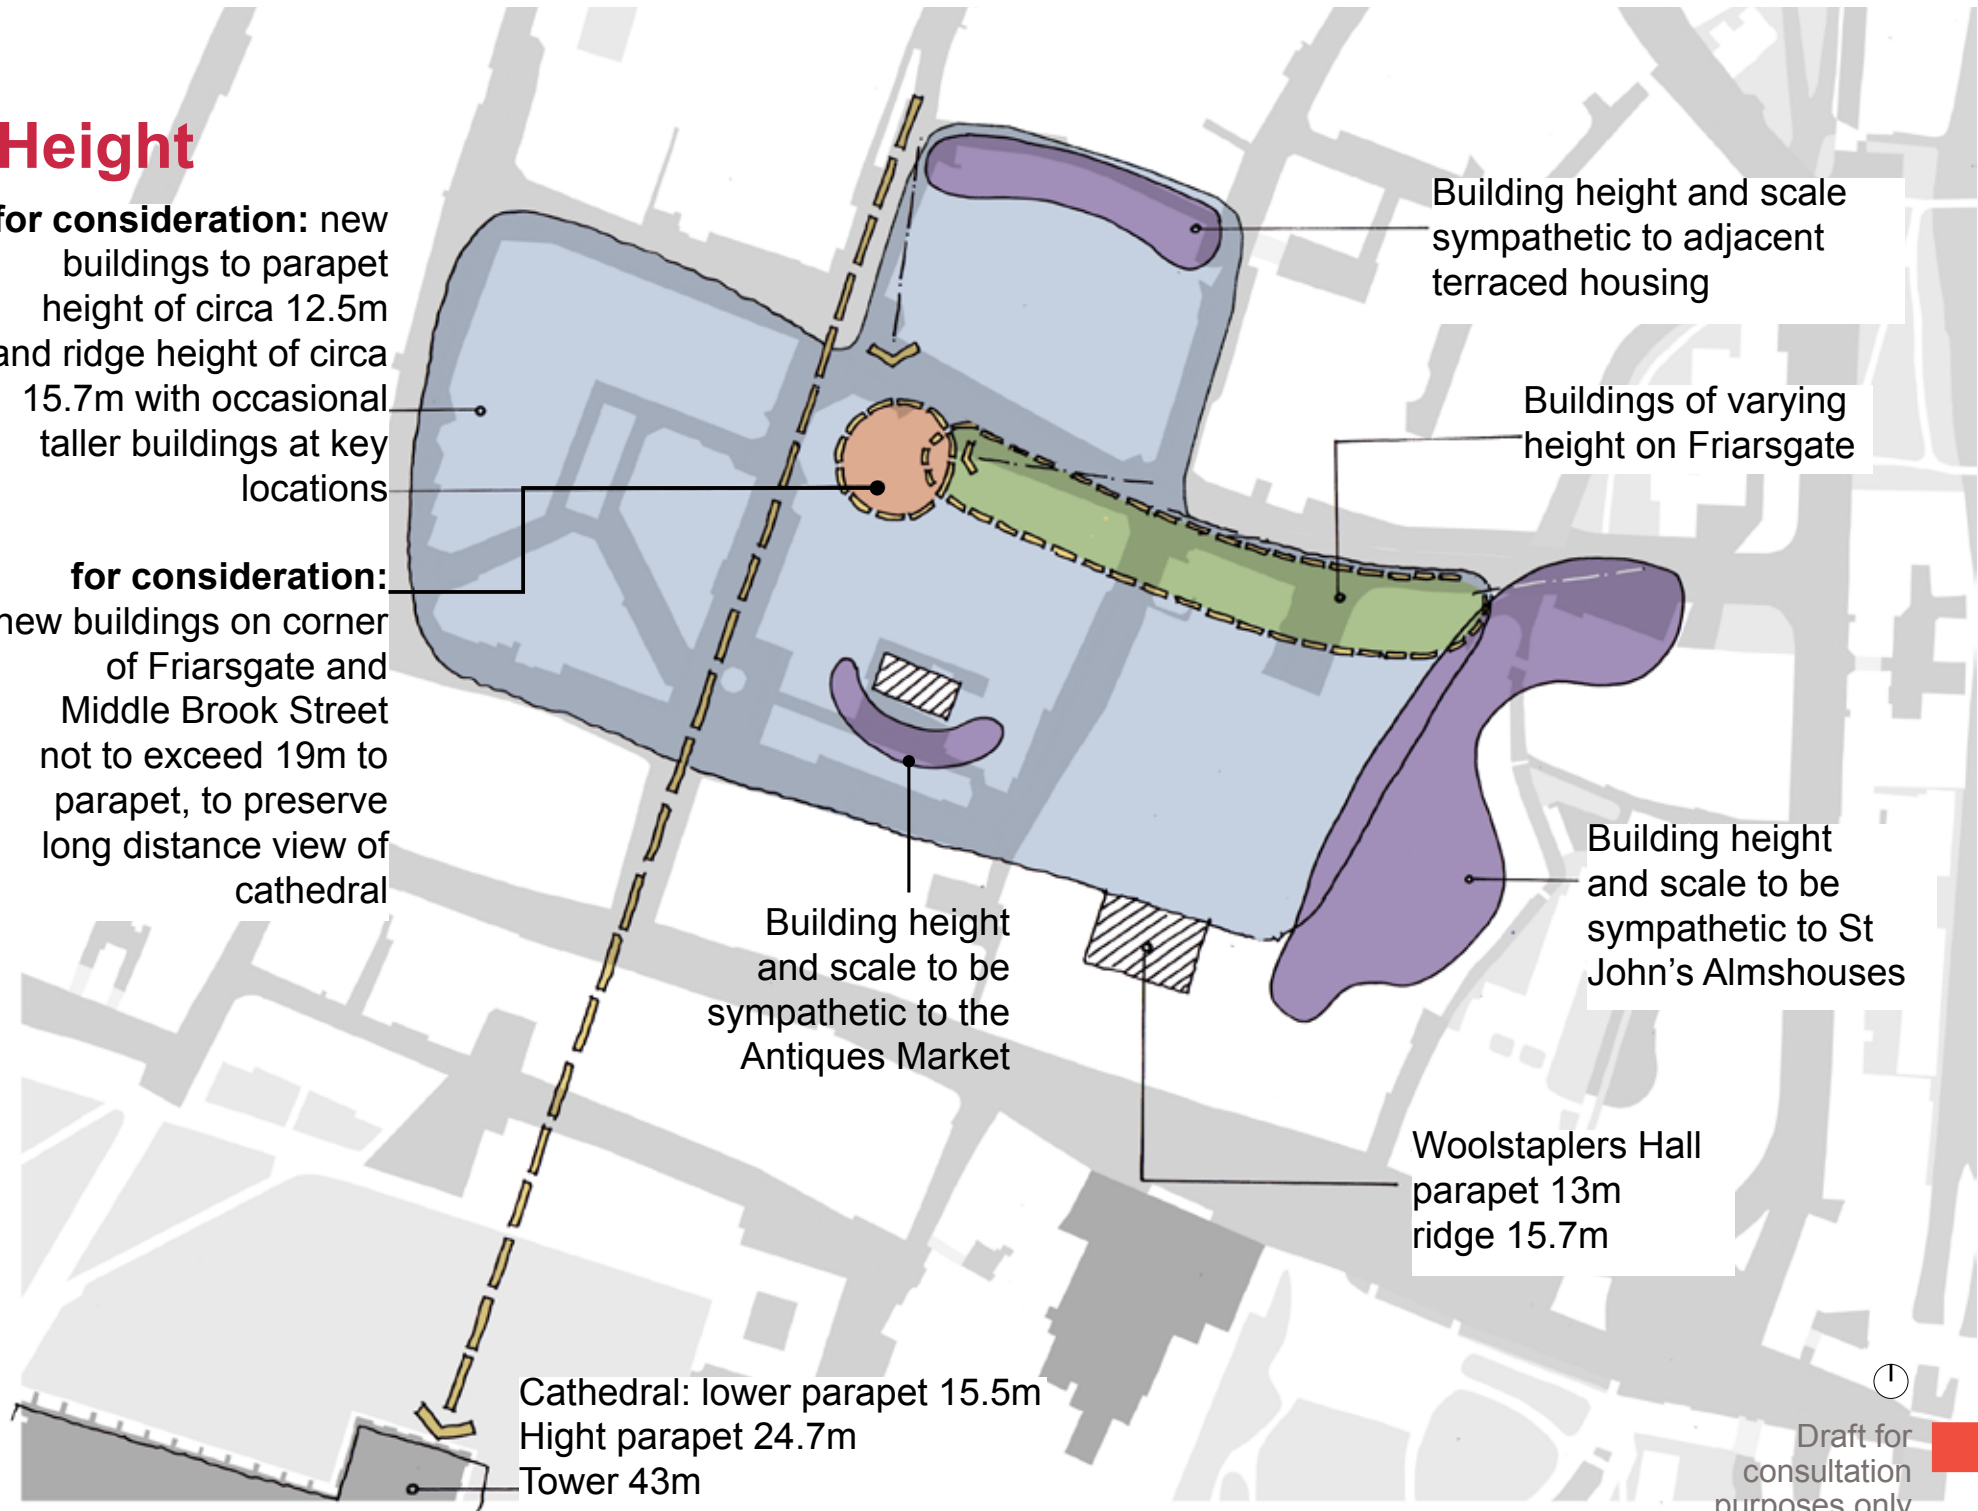 Height
for consideration: new
buildings to parapet
height of circa 12.5m
and ridge height of circa
15.7m with occasional
taller buildings at key
locations
for consideration:
new buildings on corner
of Friarsgate and
Middle Brook Street
not to exceed 19m to
parapet, to preserve
long distance view of
cathedral
Building height and scale
sympathetic to adjacent
terraced housing
Buildings of varying
height on Friarsgate
Building height
and scale to be
sympathetic to St
John’s Almshouses
Building height
and scale to be
sympathetic to the
Antiques Market
Woolstaplers Hall
parapet 13m
ridge 15.7m
Cathedral: lower parapet 15.5m
Hight parapet 24.7m
Tower 43m
Draft for
consultation
purposes only